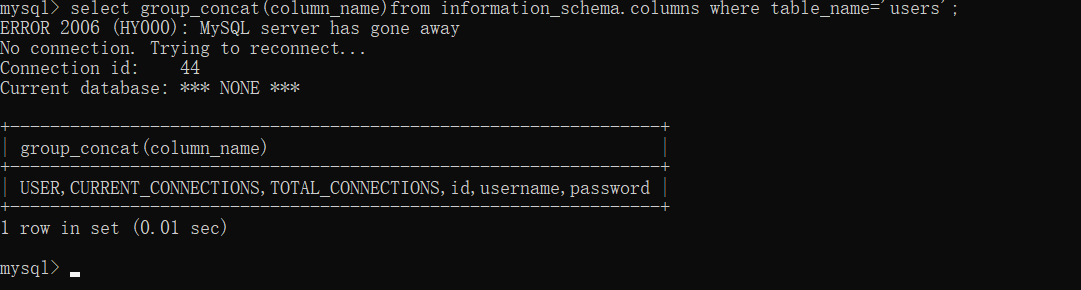 mysql> select group_concat(column_name)from information_schema.columns where table_name='users';
ERROR 2006 (HY000): MySQL server has gone away
No connection. Trying to reconnect...
Connection id:    44
Current database: *** NONE ***
+----------------------------------------------------------------+
| group_concat(column_name)                                      |
+----------------------------------------------------------------+
| USER,CURRENT_CONNECTIONS,TOTAL_CONNECTIONS,id,username,password |
+----------------------------------------------------------------+
1 row in set (0.01 sec)
mysql>